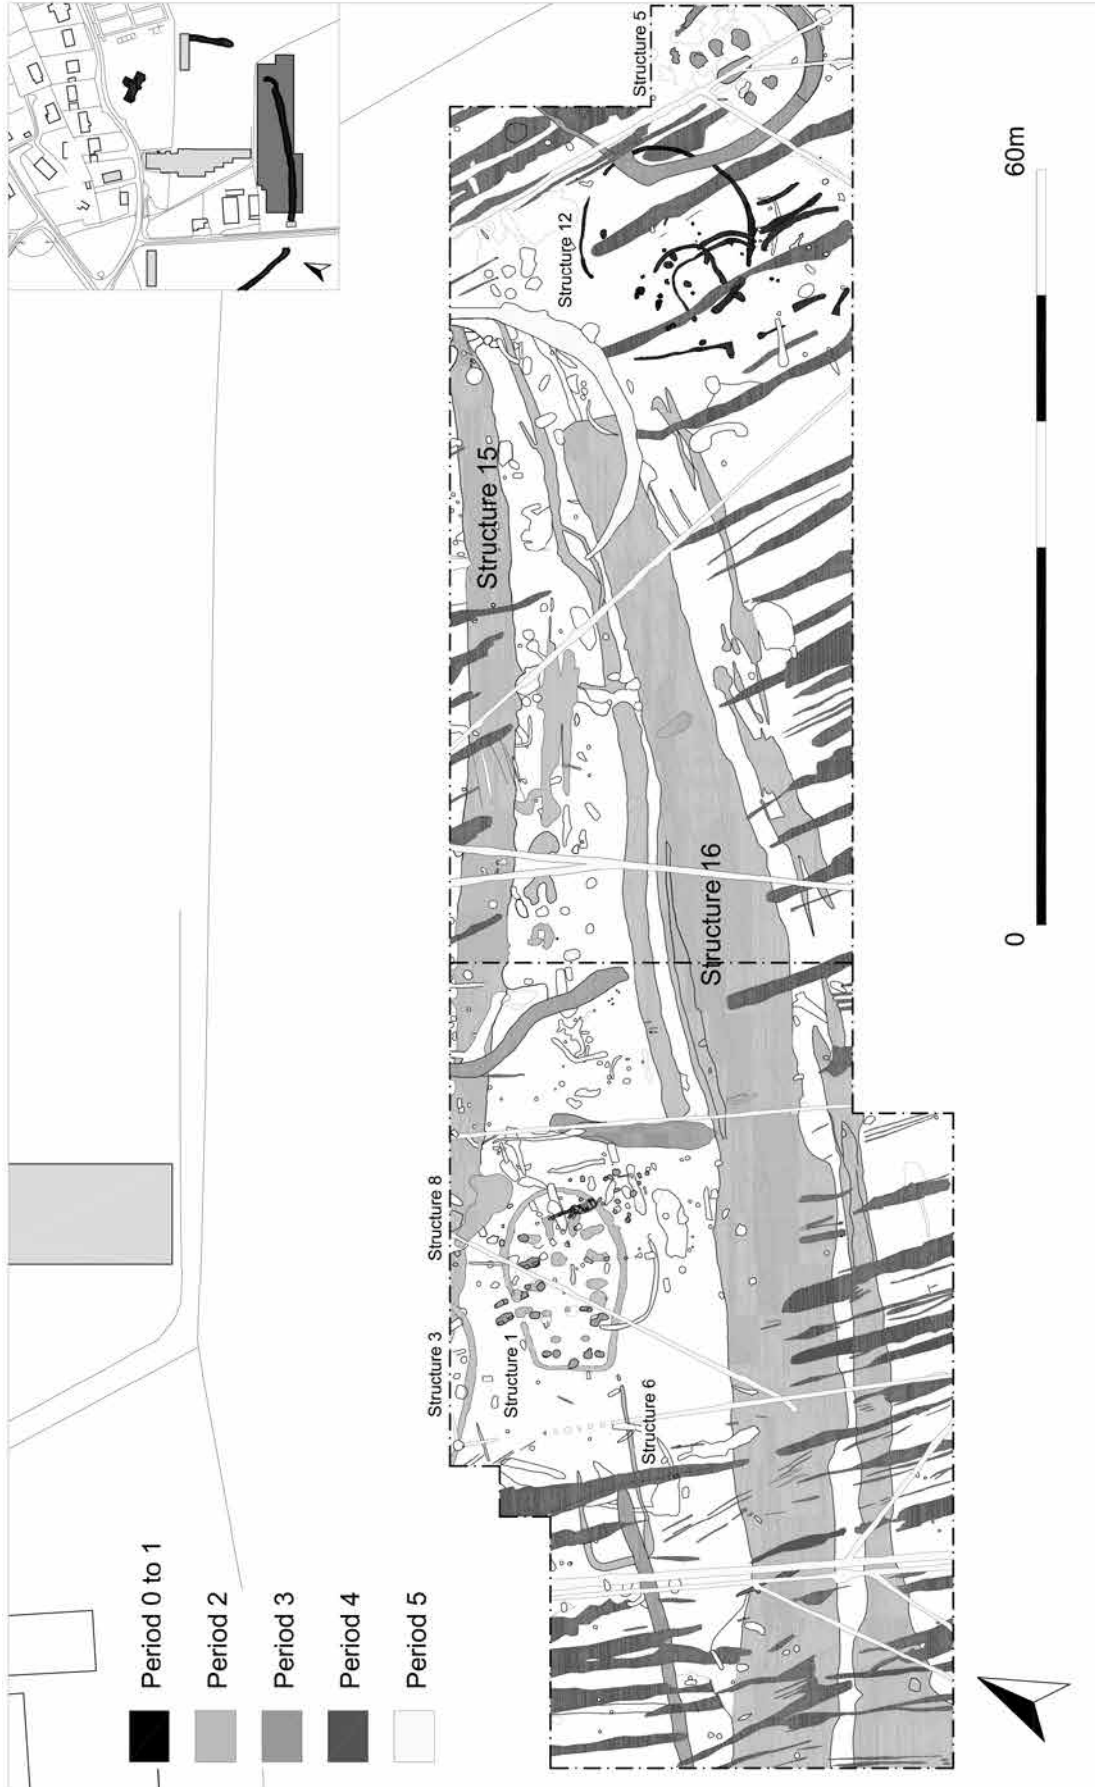 Structure 5
Structure 12
Structure 15
Structure 16
Structure 8
Structure 3
Structure 1
Structure 6
0
60m
Period 0 to 1
Period 2
Period 3
Period 4
Period 5